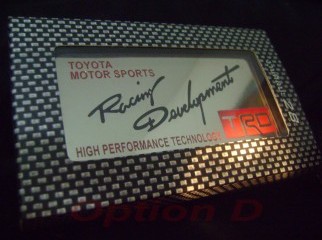 TOYOTA
MOTOR SPORTS
Racing
Development
TRD
HIGH PERFORMANCE TECHNOLOGY
Option D